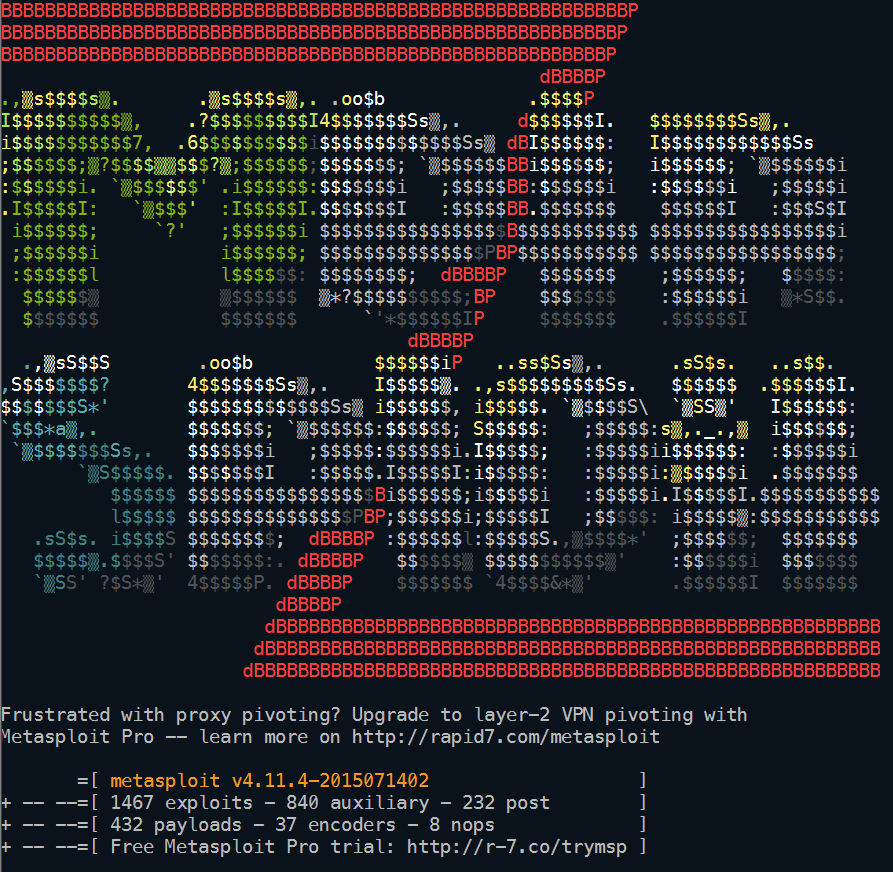 METASPLOIT
Frustrated with proxy pivoting? Upgrade to layer-2 VPN pivoting with
Metasploit Pro -- learn more on http://rapid7.com/metasploit
=[ metasploit v4.11.4-2015071402 ]
+ -- --=[ 1467 exploits - 840 auxiliary - 232 post ]
+ -- --=[ 432 payloads - 37 encoders - 8 nops ]
+ -- --=[ Free Metasploit Pro trial: http://r-7.co/trymsp ]